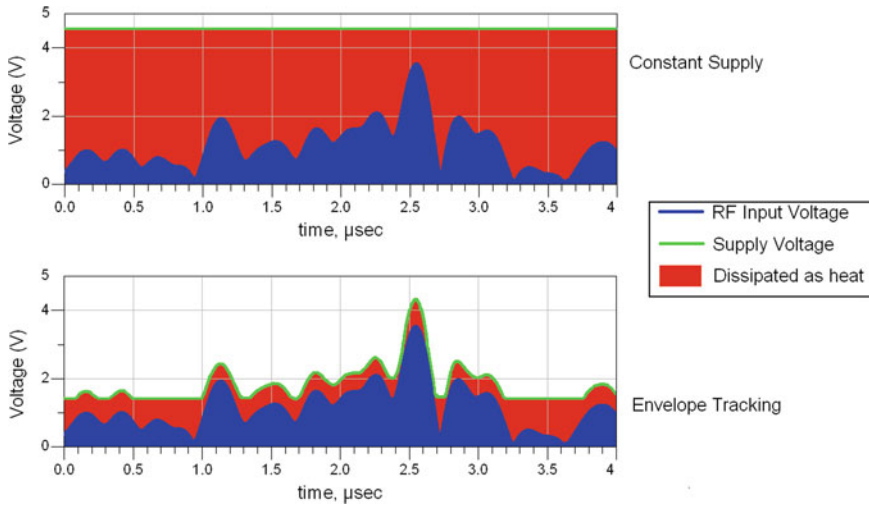 5
4
2
0
Voltage (V)
0.0 0.5 1.0 1.5 2.0 2.5 3.0 3.5 4
time, µsec
Constant Supply
RF Input Voltage
Supply Voltage
Dissipated as heat
5
4
2
0
Voltage (V)
0.0 0.5 1.0 1.5 2.0 2.5 3.0 3.5 4
time, µsec
Envelope Tracking